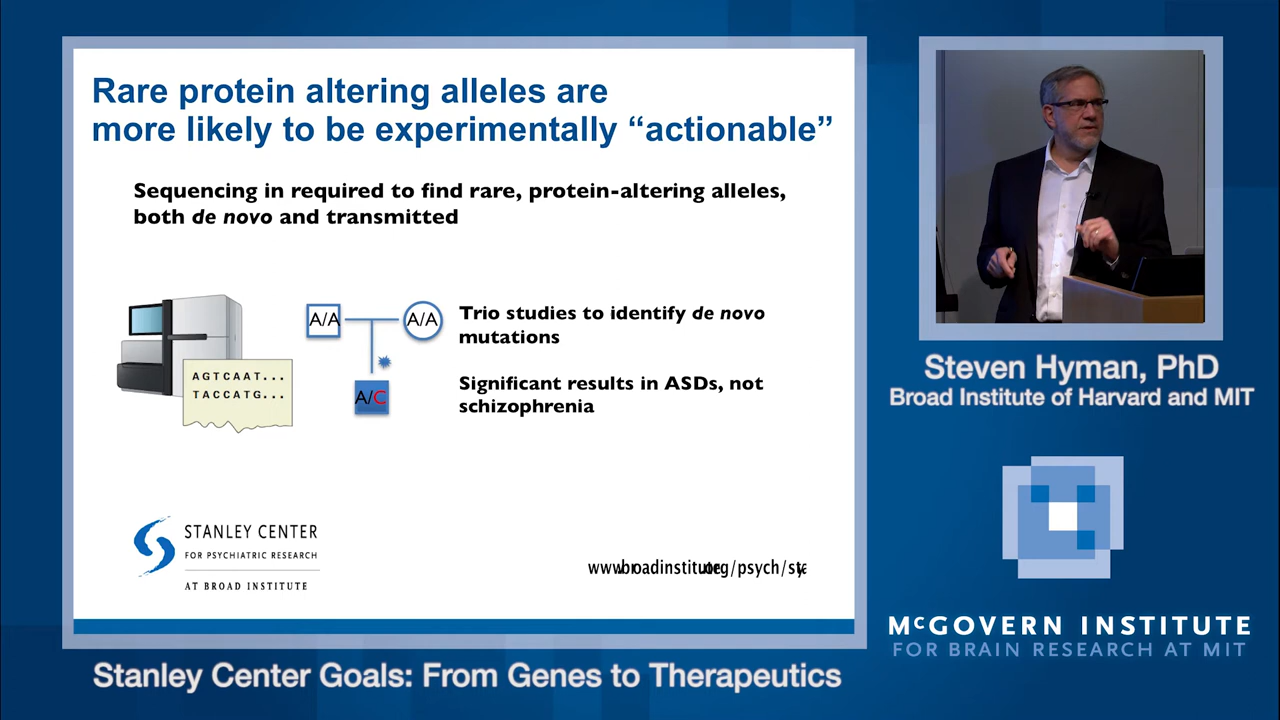 Rare protein altering alleles are
more likely to be experimentally “actionable”
Sequencing in required to find rare, protein-altering alleles,
both de novo and transmitted
AGTCAAT...
TACCATG...
A/A
A/A
A/C
Trio studies to identify de novo
mutations
Significant results in ASDs, not
schizophrenia
STANLEY CENTER
FOR PSYCHIATRIC RESEARCH
AT BROAD INSTITUTE
Steven Hyman, PhD
Broad Institute of Harvard and MIT
McGOVERN INSTITUTE
FOR BRAIN RESEARCH AT MIT
Stanley Center Goals: From Genes to Therapeutics